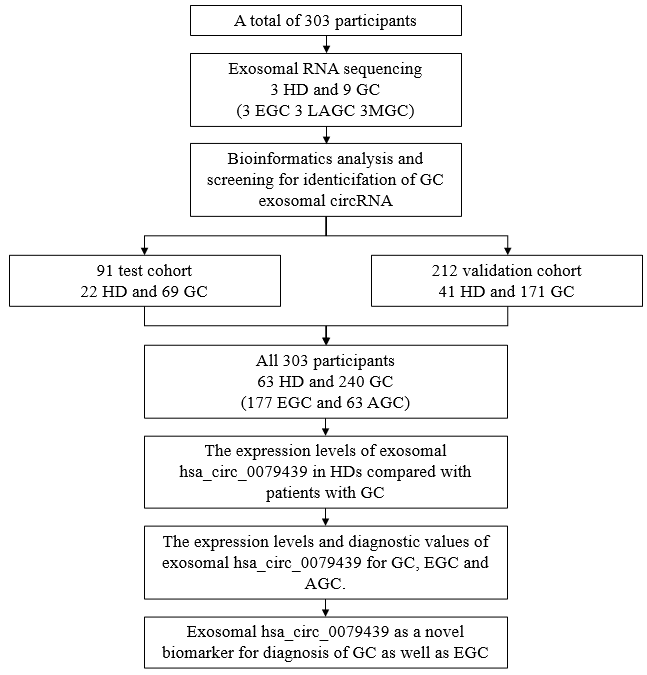 A total of 303 participants
Exosomal RNA sequencing
3 HD and 9 GC
(3 EGC 3 LAGC 3MGC)
Bioinformatics analysis and
screening for identicifation of GC
exosomal circRNA
91 test cohort
22 HD and 69 GC
212 validation cohort
41 HD and 171 GC
All 303 participants
63 HD and 240 GC
(177 EGC and 63 AGC)
The expression levels of exosomal
hsa_circ_0079439 in HDs compared with
patients with GC
The expression levels and diagnostic values of
exosomal hsa_circ_0079439 for GC, EGC and
AGC.
Exosomal hsa_circ_0079439 as a novel
biomarker for diagnosis of GC as well as EGC